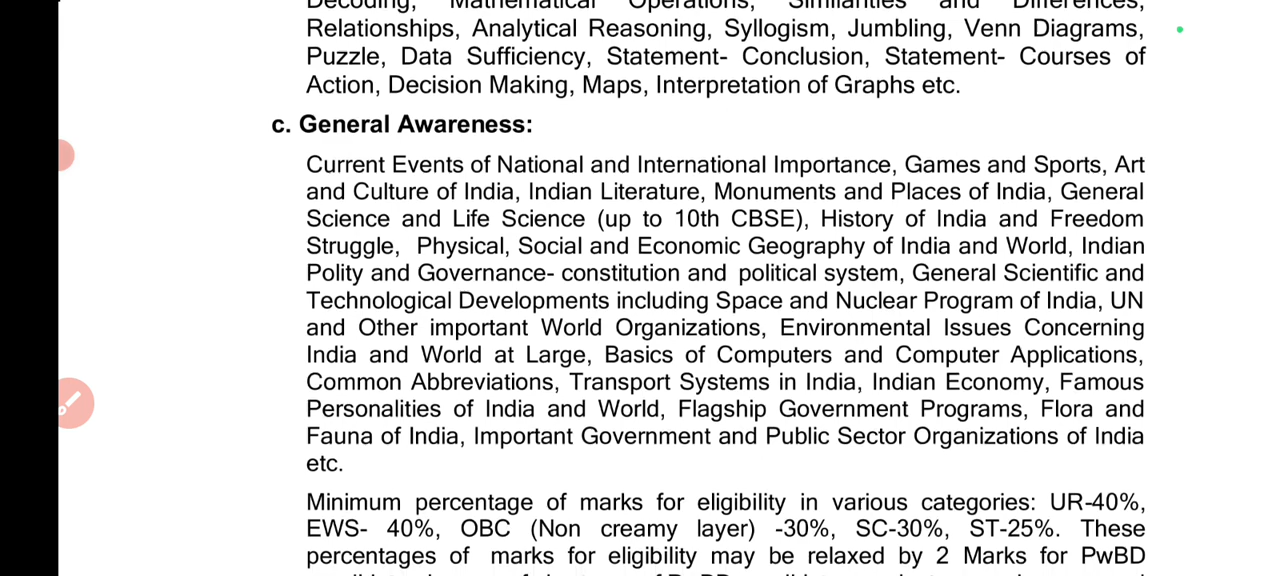 Decoding, Mathematical Operations, Similarities and Differences,
Relationships, Analytical Reasoning, Syllogism, Jumbling, Venn Diagrams,
Puzzle, Data Sufficiency, Statement- Conclusion, Statement- Courses of
Action, Decision Making, Maps, Interpretation of Graphs etc.
c. General Awareness:
Current Events of National and International Importance, Games and Sports, Art
and Culture of India, Indian Literature, Monuments and Places of India, General
Science and Life Science (up to 10th CBSE), History of India and Freedom
Struggle, Physical, Social and Economic Geography of India and World, Indian
Polity and Governance- constitution and political system, General Scientific and
Technological Developments including Space and Nuclear Program of India, UN
and Other important World Organizations, Environmental Issues Concerning
India and World at Large, Basics of Computers and Computer Applications,
Common Abbreviations, Transport Systems in India, Indian Economy, Famous
Personalities of India and World, Flagship Government Programs, Flora and
Fauna of India, Important Government and Public Sector Organizations of India
etc.
Minimum percentage of marks for eligibility in various categories: UR-40%,
EWS- 40%, OBC (Non creamy layer) -30%, SC-30%, ST-25%. These
percentages of marks for eligibility may be relaxed by 2 Marks for PwBD